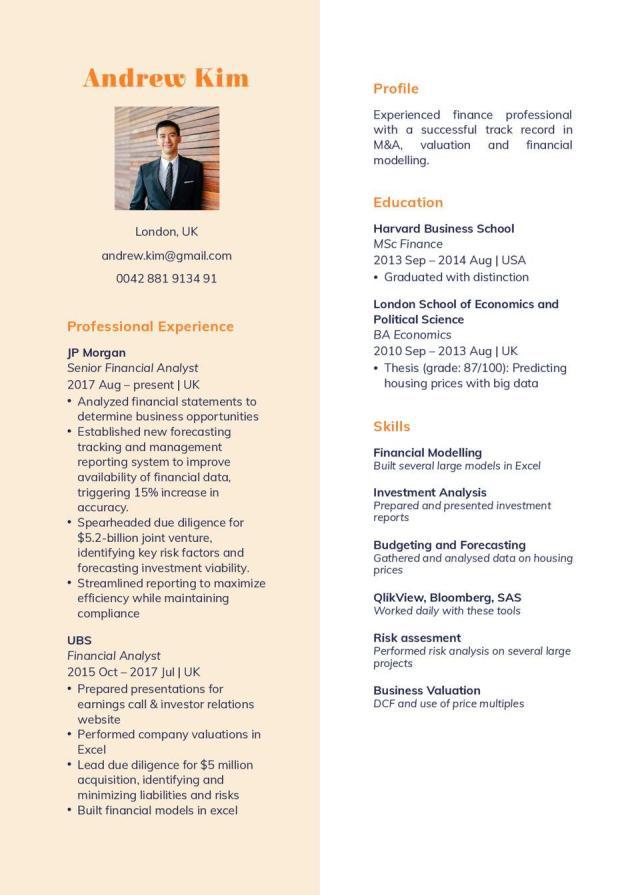 Andrew Kim
London, UK
andrew.kim@gmail.com
0042 881 9134 91
Professional Experience
JP Morgan
Senior Financial Analyst
2017 Aug – present | UK
• Analyzed financial statements to
determine business opportunities
• Established new forecasting
tracking and management
reporting system to improve
availability of financial data,
triggering 15% increase in
accuracy.
• Spearheaded due diligence for
$5.2-billion joint venture,
identifying key risk factors and
forecasting investment viability.
• Streamlined reporting to maximize
efficiency while maintaining
compliance
UBS
Financial Analyst
2015 Oct – 2017 Jul | UK
• Prepared presentations for
earnings call & investor relations
website
• Performed company valuations in
Excel
• Lead due diligence for $5 million
acquisition, identifying and
minimizing liabilities and risks
• Built financial models in excel
Profile
Experienced finance professional
with a successful track record in
M&A, valuation and financial
modelling.
Education
Harvard Business School
MSc Finance
2013 Sep – 2014 Aug | USA
• Graduated with distinction
London School of Economics and
Political Science
BA Economics
2010 Sep – 2013 Aug | UK
• Thesis (grade: 87/100): Predicting
housing prices with big data
Skills
Financial Modelling
Built several large models in Excel
Investment Analysis
Prepared and presented investment
reports
Budgeting and Forecasting
Gathered and analysed data on housing
prices
QlikView, Bloomberg, SAS
Worked daily with these tools
Risk assesment
Performed risk analysis on several large
projects
Business Valuation
DCF and use of price multiples